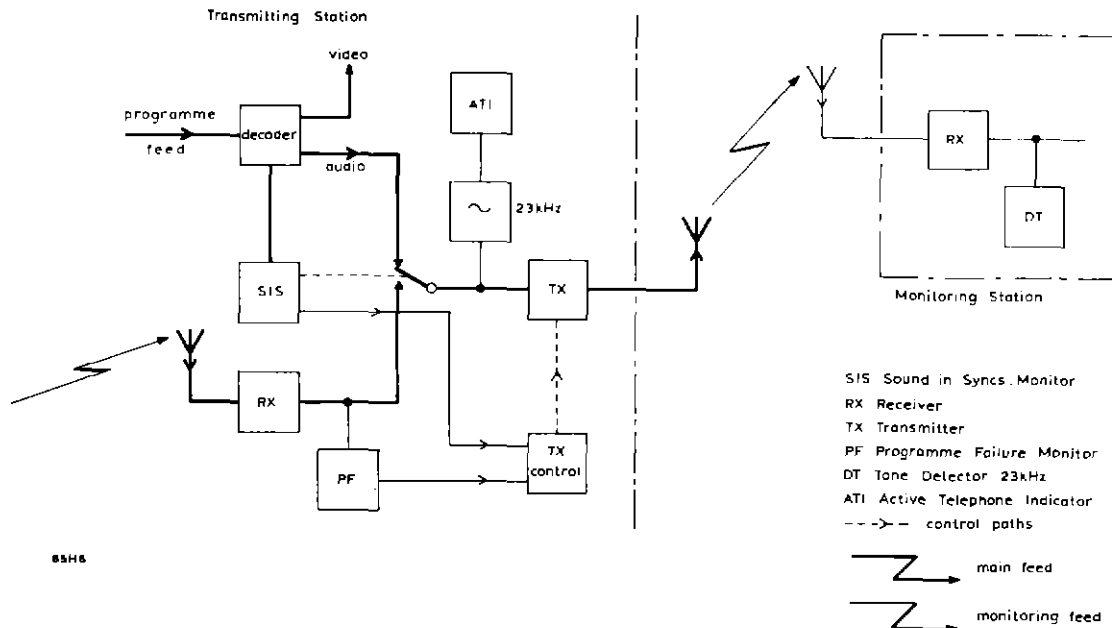 Transmitting Station
video
programme
feed
decoder
audio
ATI
23kHz
SIS
TX
RX
PF
TX
control
RX
DT
Monitoring Station
SIS Sound in Syncs. Monitor
RX Receiver
TX Transmitter
PF Programme Failure Monitor
DT Tone Detector 23kHz
ATI Active Telephone Indicator
control paths
main feed
monitoring feed